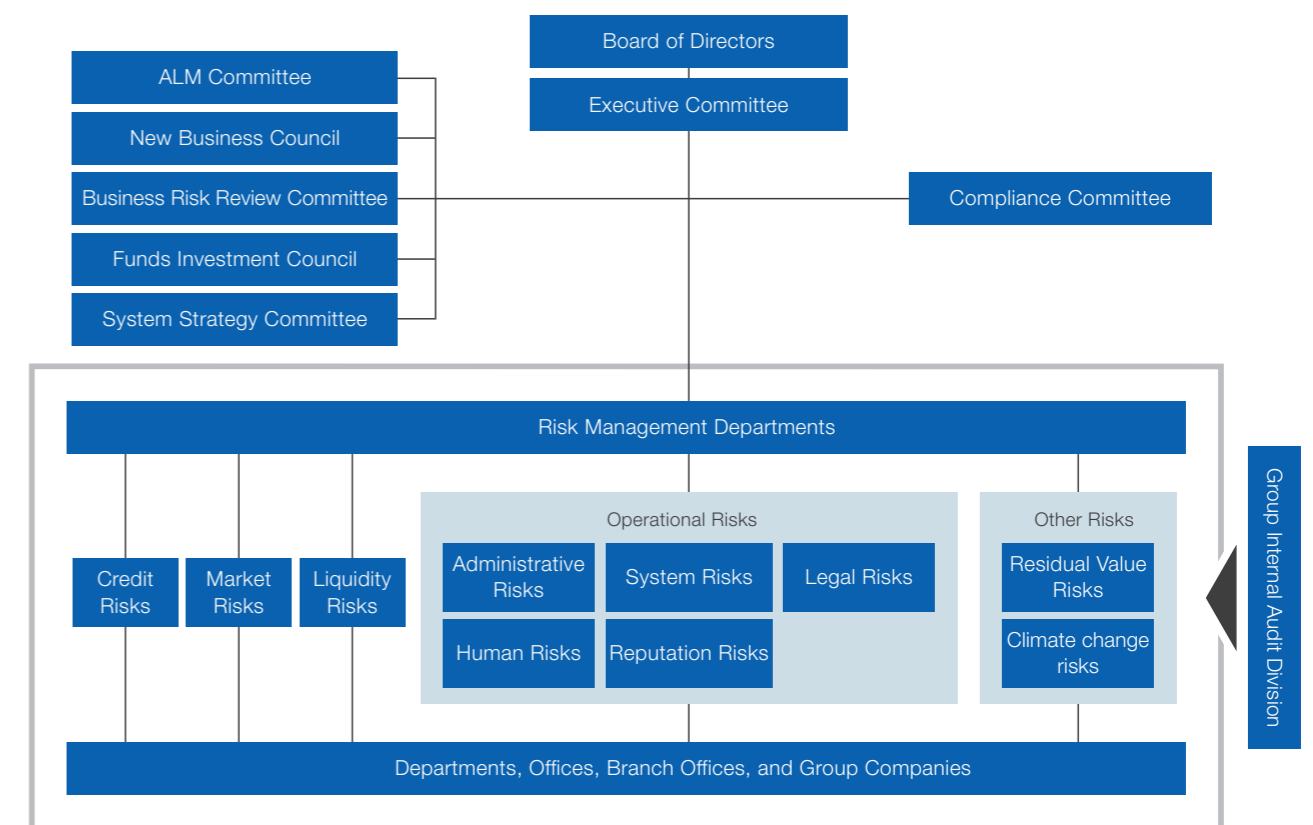 Board of Directors
Executive Committee
ALM Committee
New Business Council
Business Risk Review Committee
Funds Investment Council
System Strategy Committee
Compliance Committee
Risk Management Departments
Credit
Risks
Market
Risks
Liquidity
Risks
Operational Risks
Administrative
Risks
System Risks
Legal Risks
Human Risks
Reputation Risks
Other Risks
Residual Value
Risks
Climate change
risks
Departments, Offices, Branch Offices, and Group Companies
Group Internal Audit Division